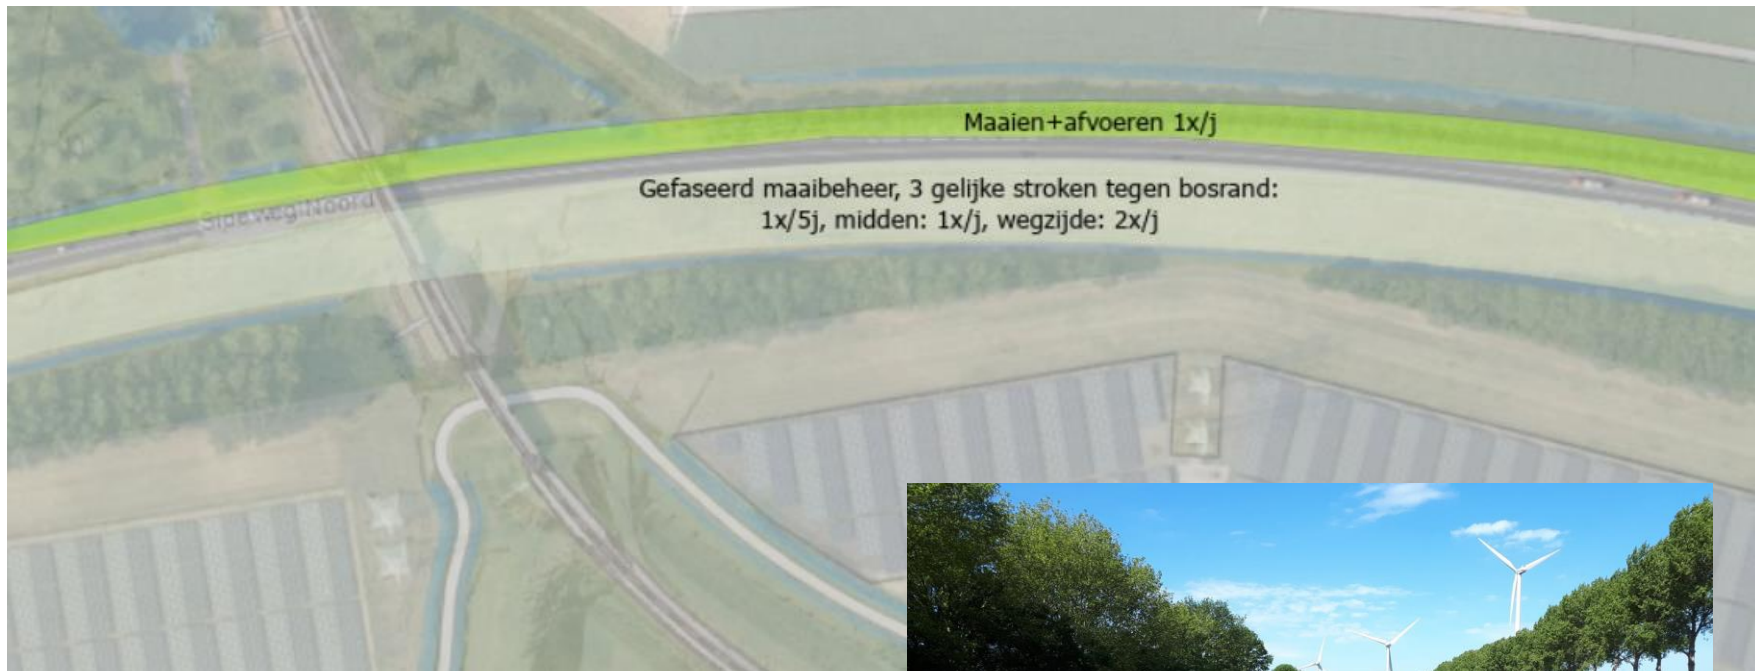 Maaien+afvoeren 1x/j
Gefaseerd maaibeheer, 3 gelijke stroken tegen bosrand:
1x/5j, midden: 1x/j, wegzijde: 2x/j